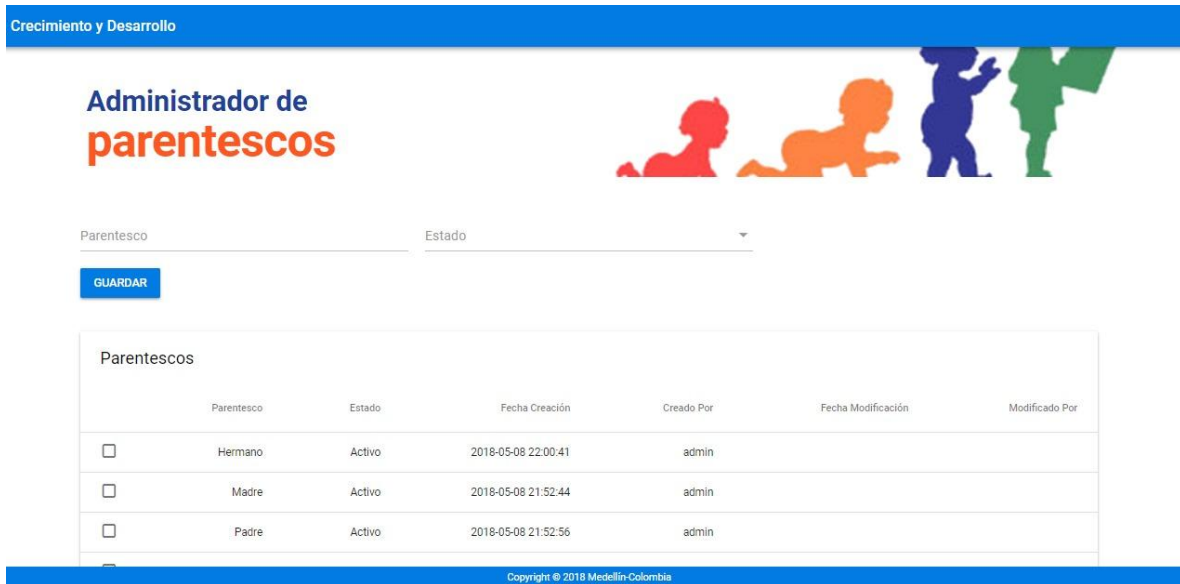 Crecimiento y Desarrollo
Administrador de
parentescos
Parentesco Estado
GUARDAR
Parentescos
Parentesco Estado Fecha Creación Creado Por Fecha Modificación Modificado Por
Hermano Activo 2018-05-08 22:00:41 admin
Madre Activo 2018-05-08 21:52:44 admin
Padre Activo 2018-05-08 21:52:56 admin
Copyright © 2018 Medellín-Colombia